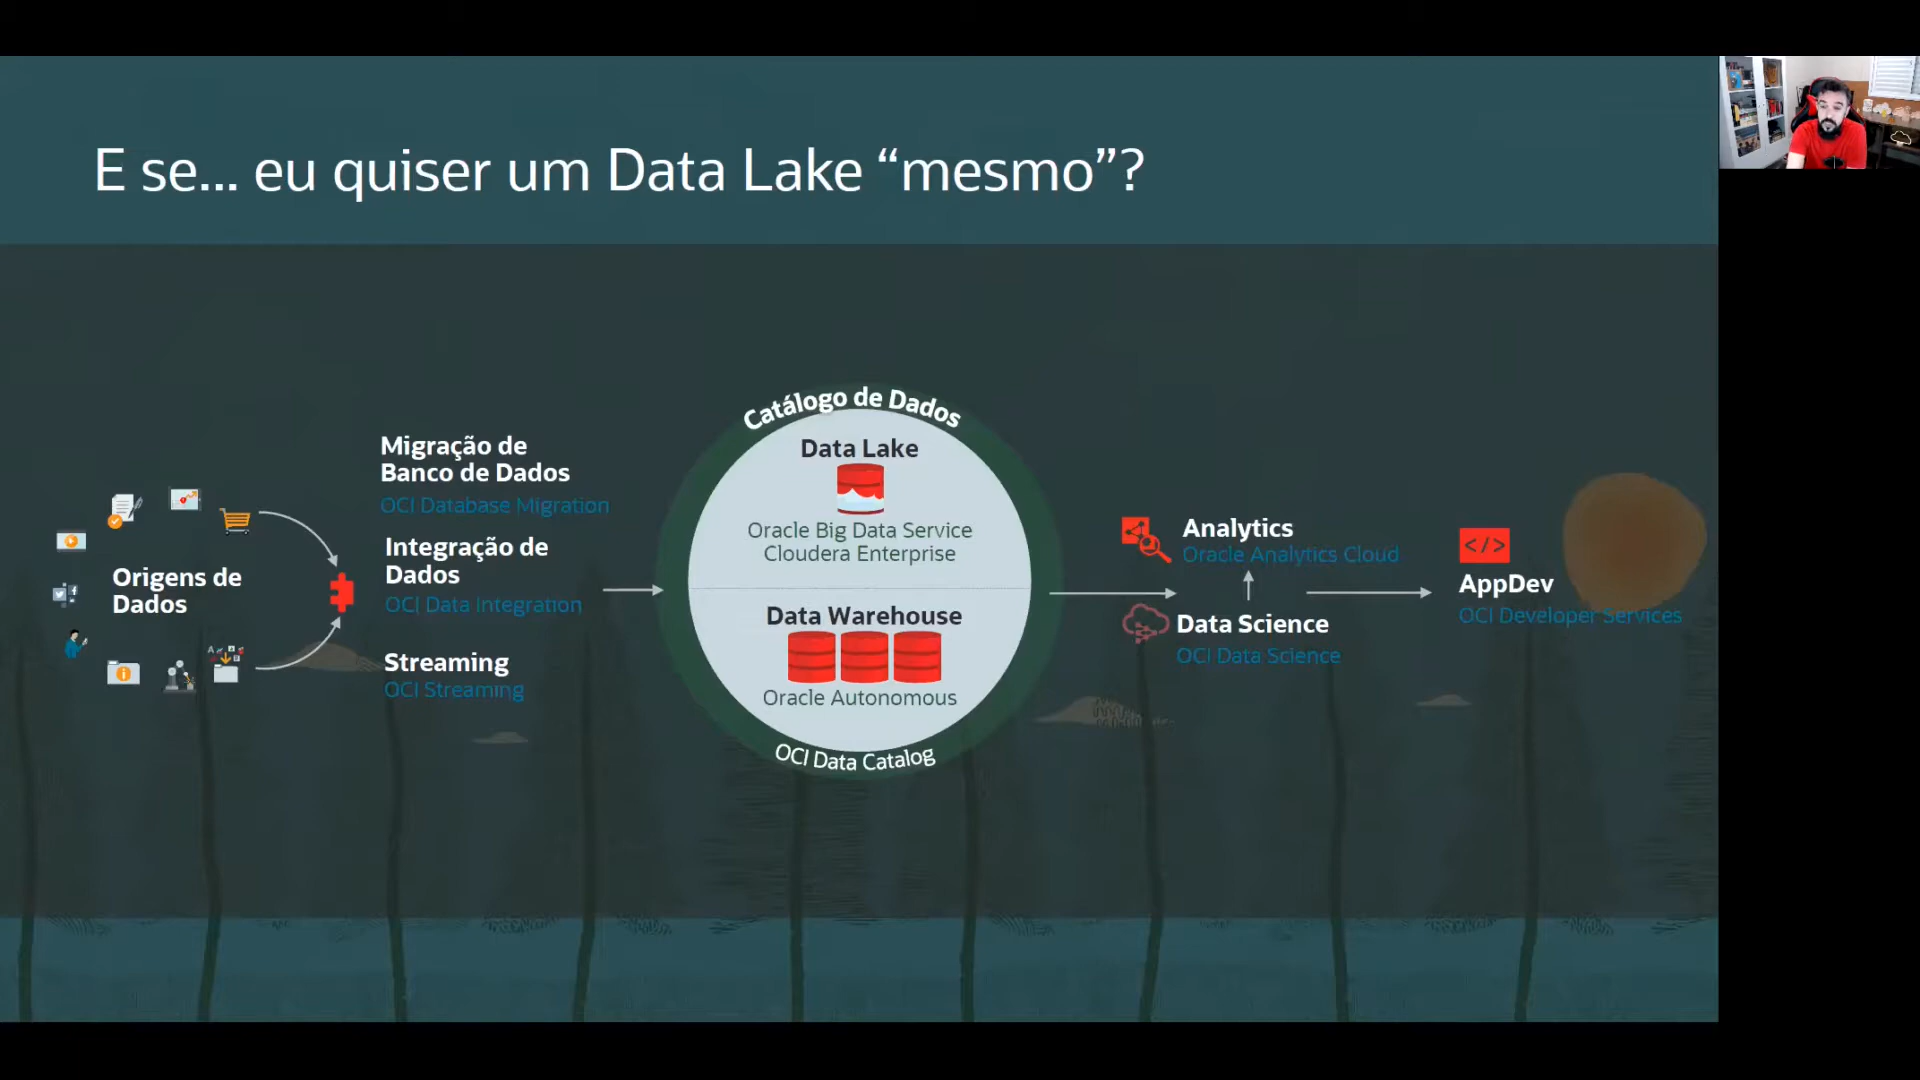 E se... eu quiser um Data Lake “mesmo”?
Origens de
Dados
Migração de
Banco de Dados
OCI Database Migration
Integração de
Dados
OCI Data Integration
Streaming
OCI Streaming
Catálogo de Dados
Data Lake
Oracle Big Data Service
Cloudera Enterprise
Data Warehouse
Oracle Autonomous
OCI Data Catalog
Analytics
Oracle Analytics Cloud
Data Science
OCI Data Science
</>
AppDev
OCI Developer Services